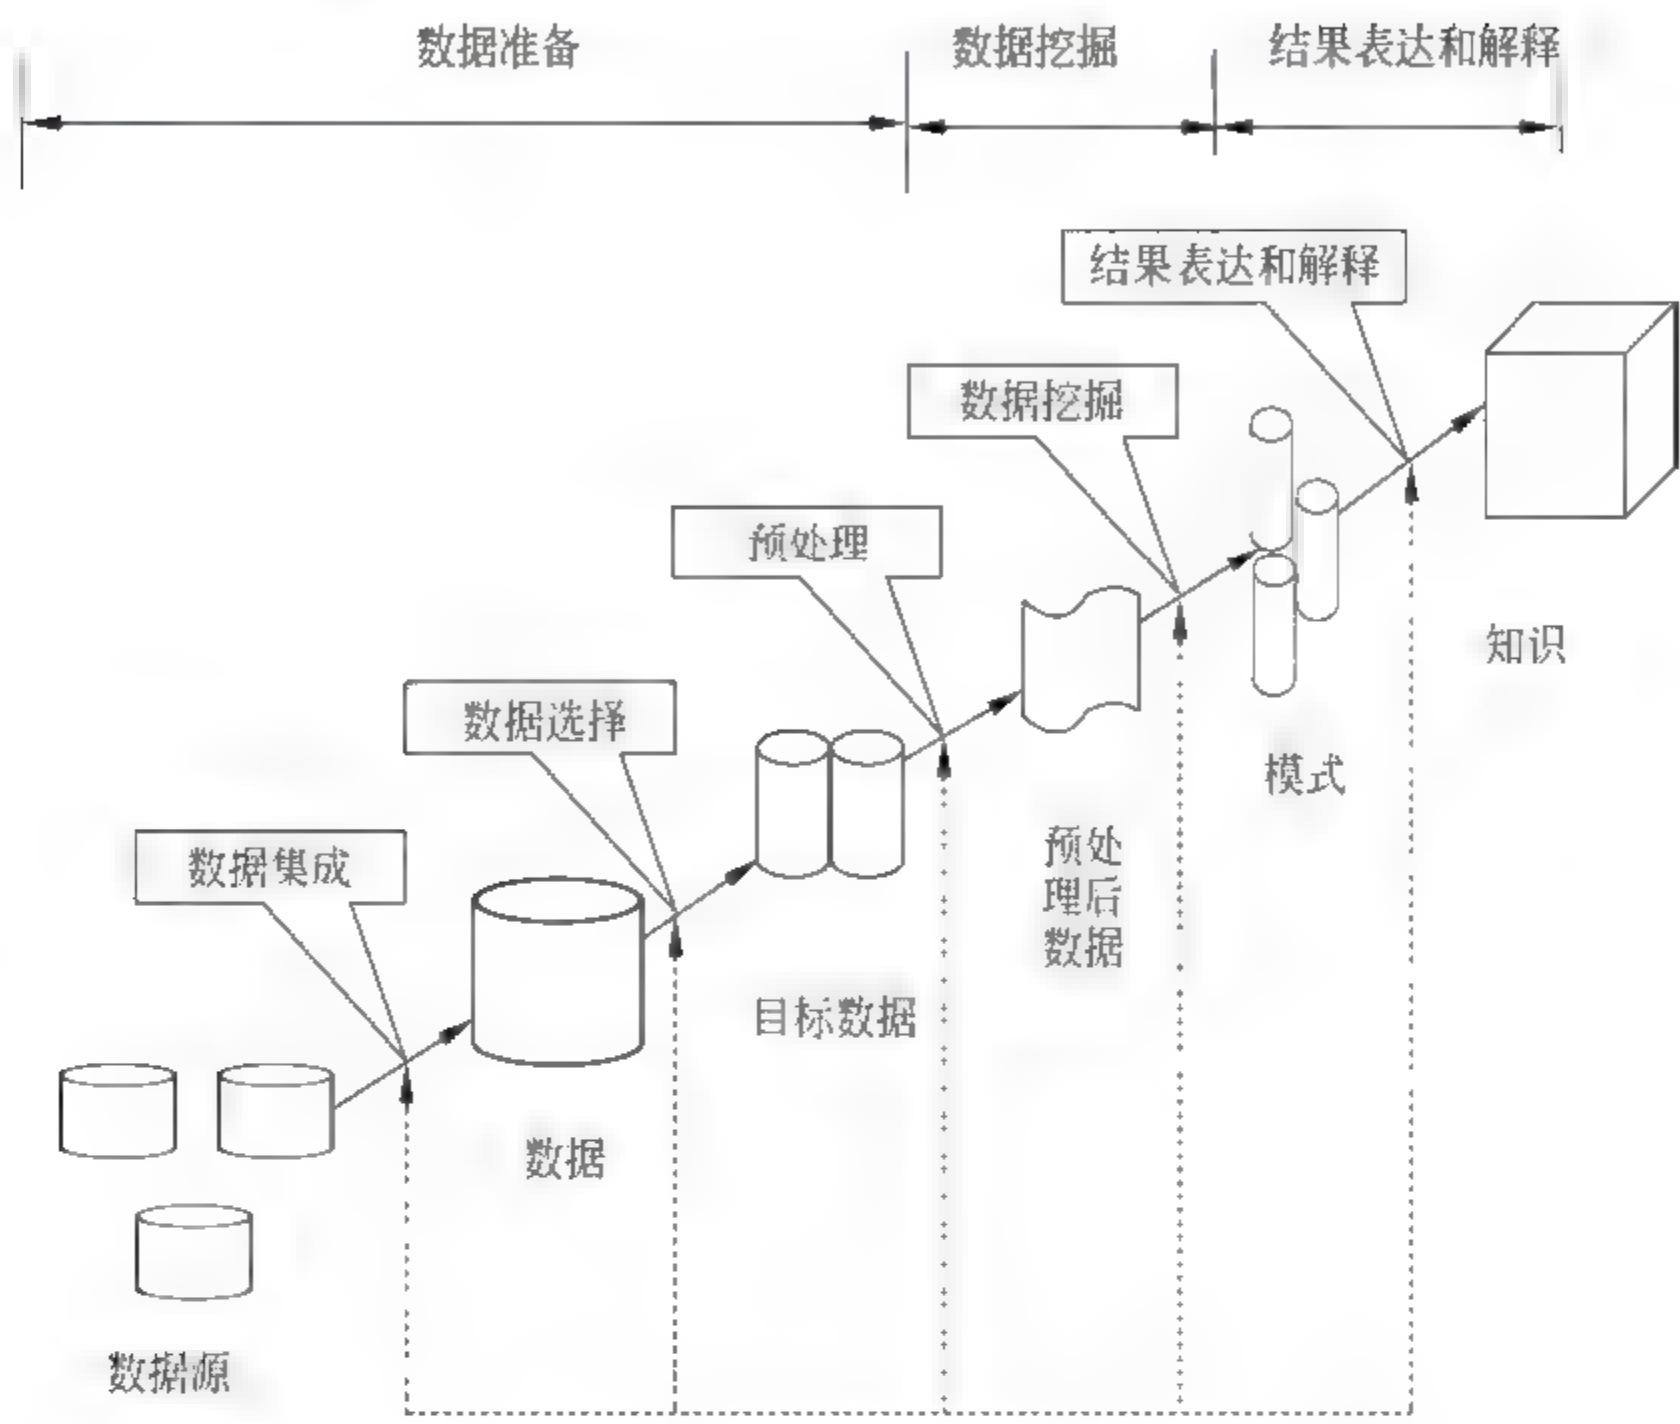 数据准备
数据挖掘
结果表达和解释
结果表达和解释
数据挖掘
预处理
数据选择
数据集成
知识
模式
预处
理后
数据
目标数据
数据
数据源